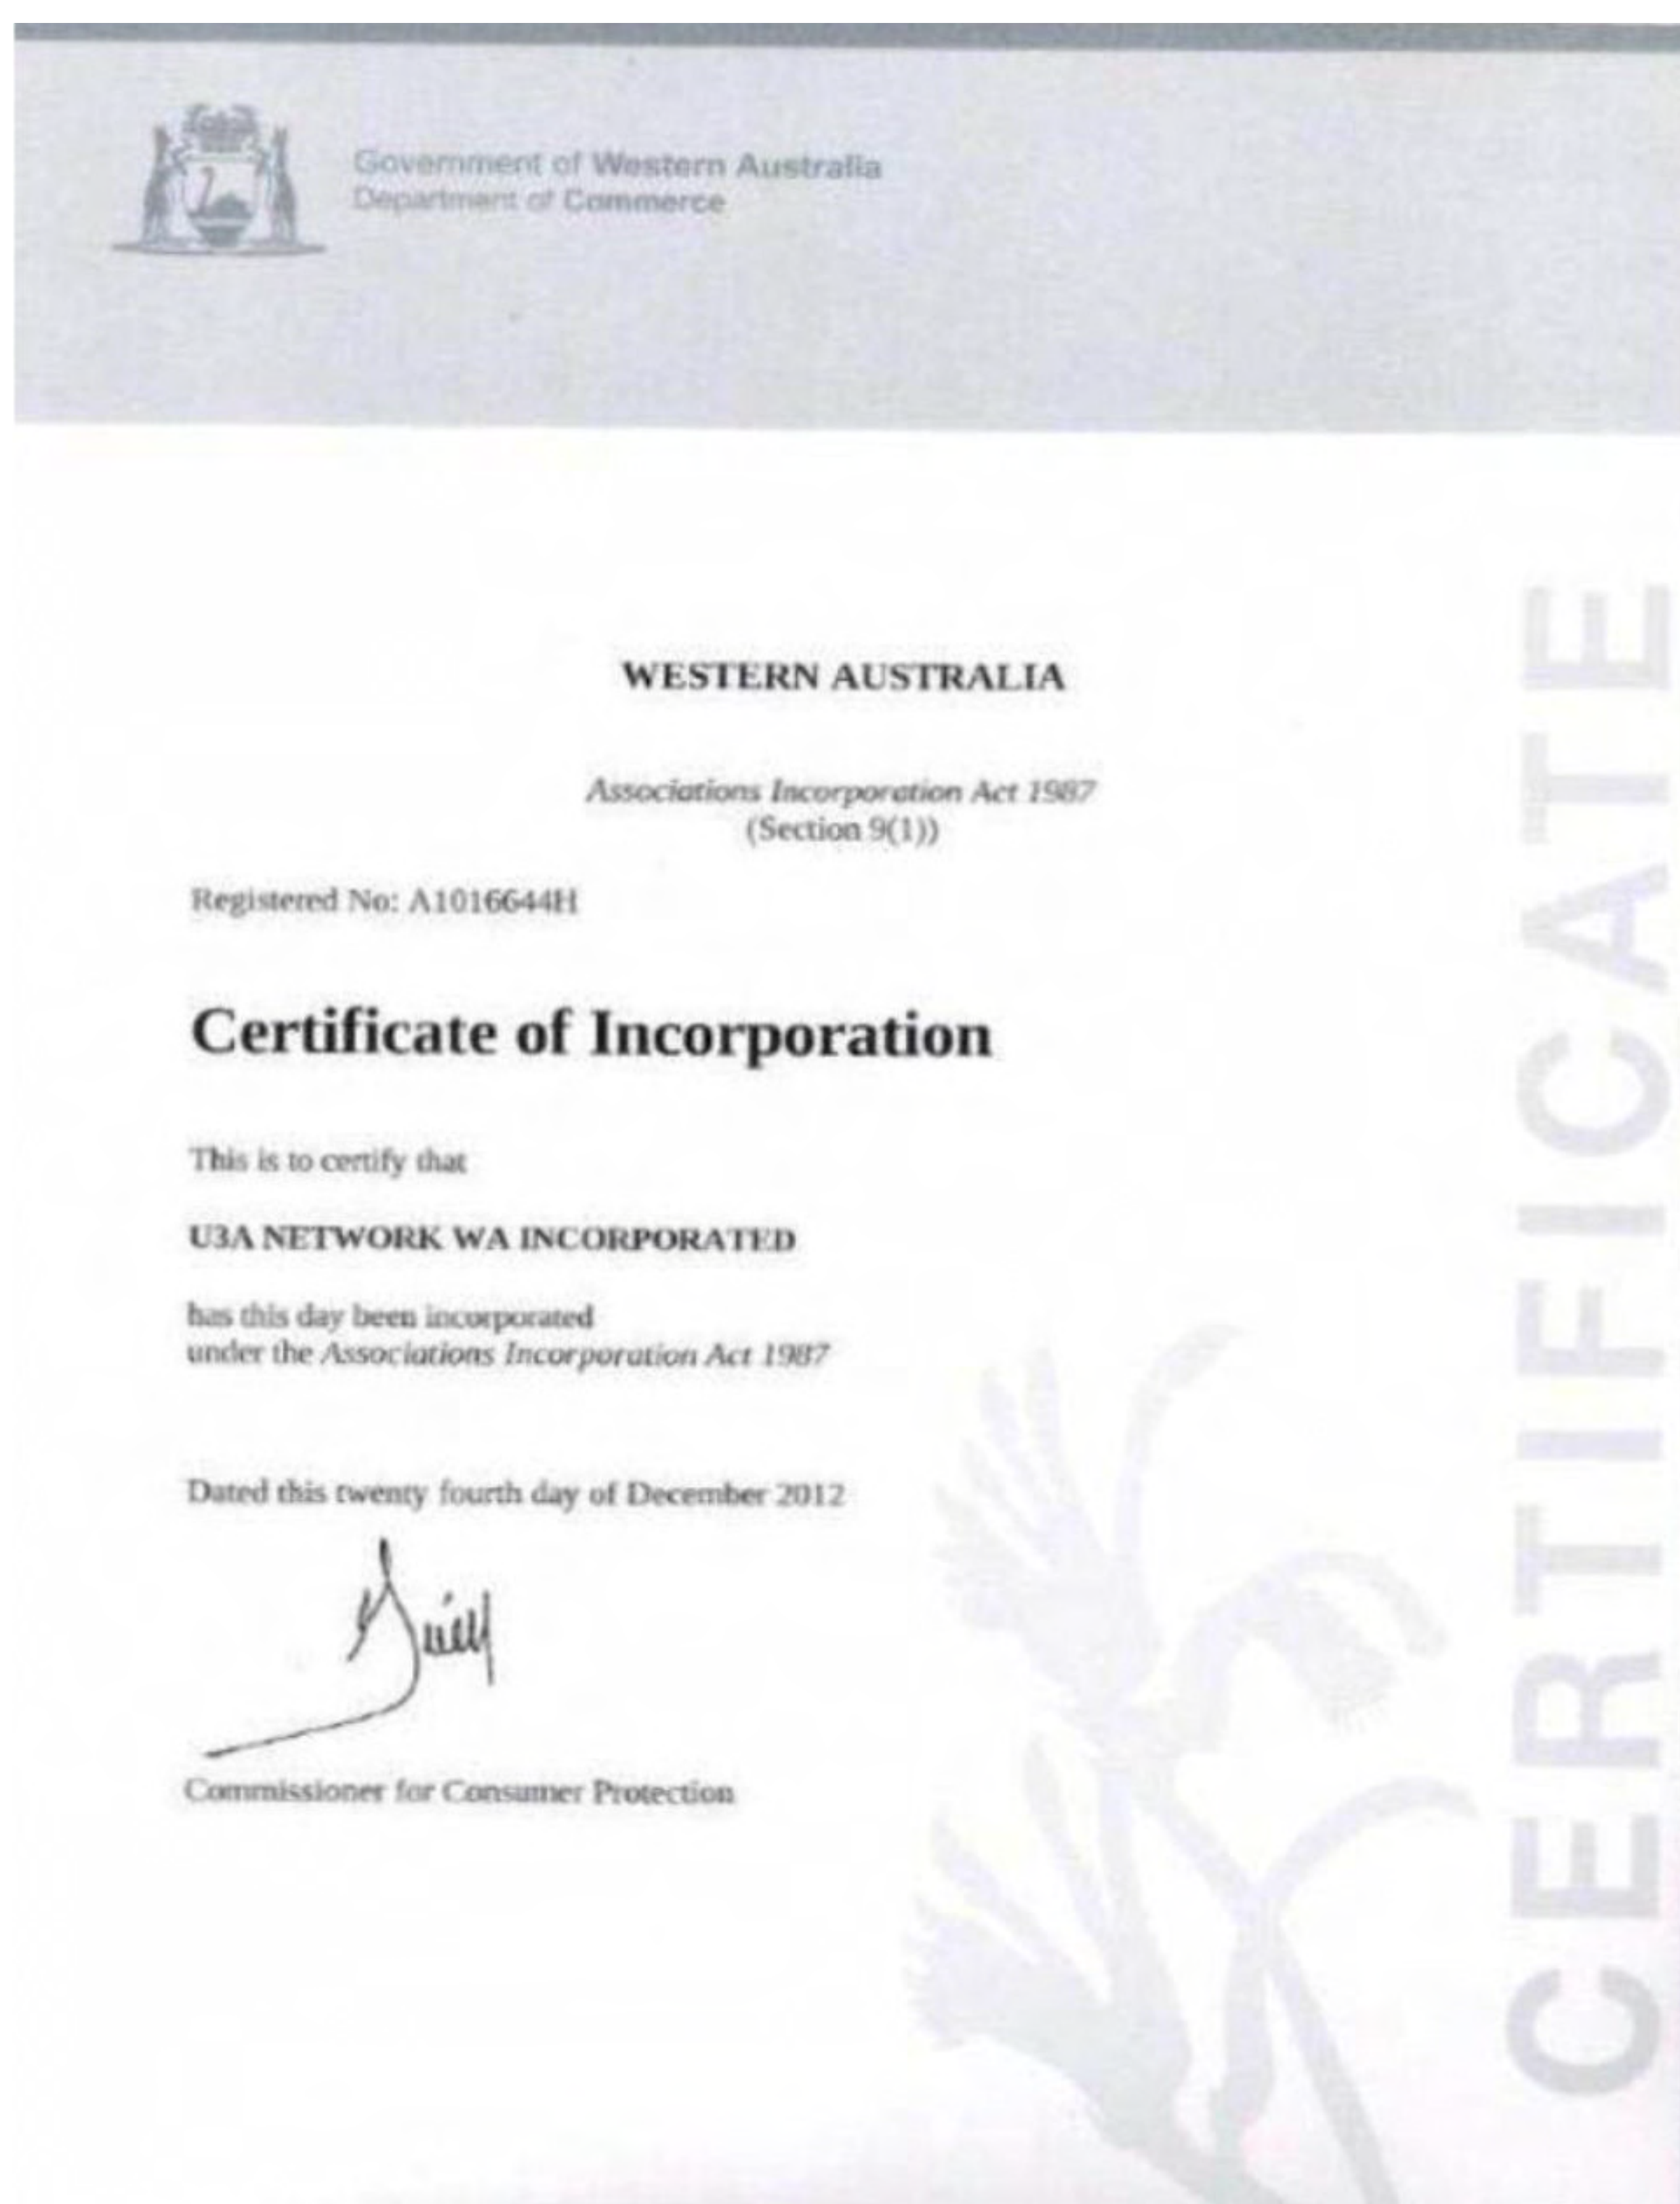 Government of Western Australia
Department of Commerce
WESTERN AUSTRALIA
Associations Incorporation Act 1987
(Section 9(1))
Registered No: A1016644H
Certificate of Incorporation
This is to certify that
U3A NETWORK WA INCORPORATED
has this day been incorporated
under the Associations Incorporation Act 1987
Dated this twenty fourth day of December 2012
Commissioner for Consumer Protection
CERTIFICATE